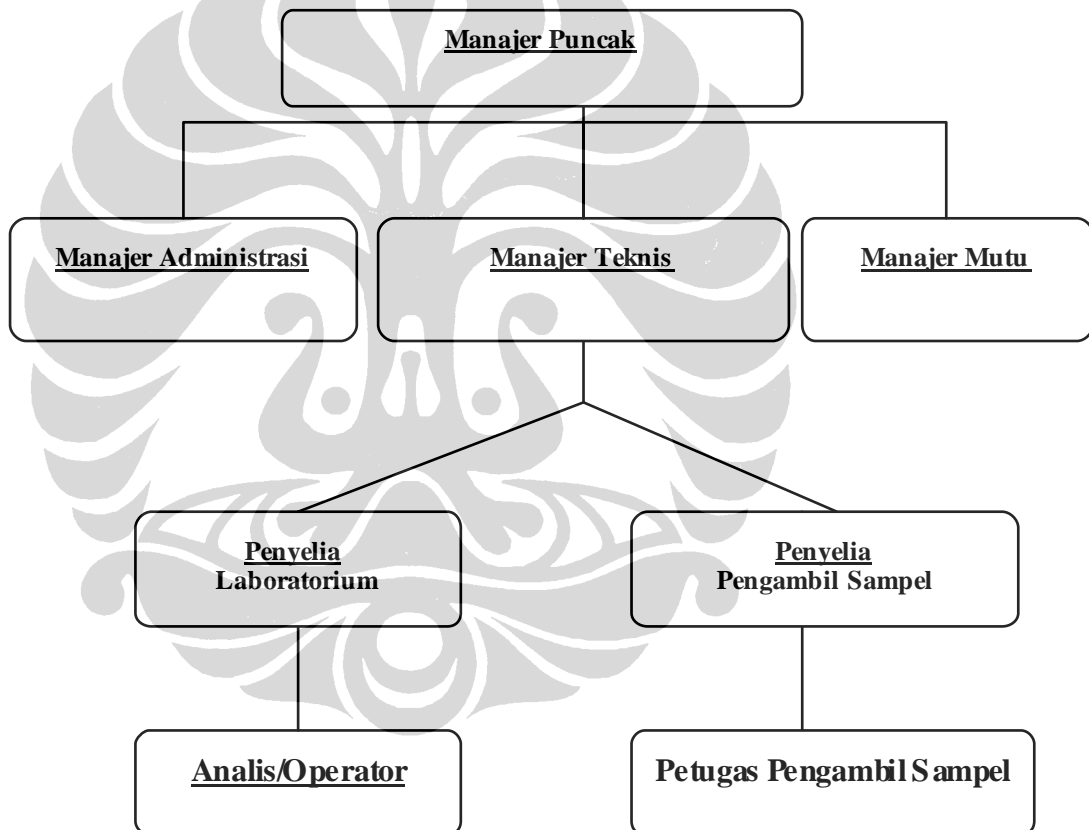 Manajer Puncak
Manajer Administrasi
Manajer Teknis
Manajer Mutu
Penyelia
Laboratorium
Penyelia
Pengambil Sampel
Analis/Operator
Petugas Pengambil Sampel